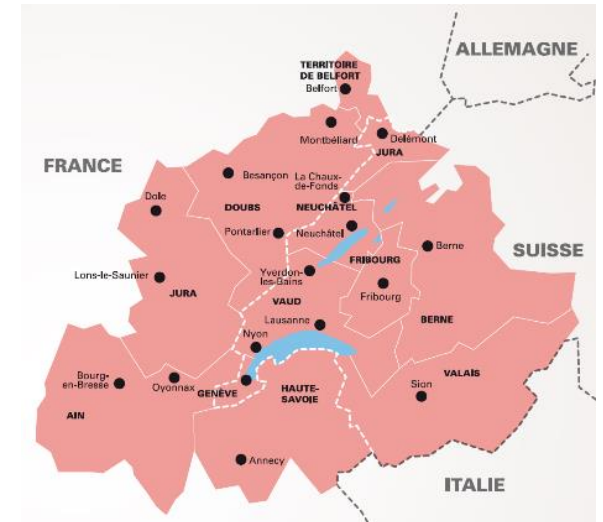 ALLEMAGNE
TERRITOIRE
DE BELFORT
Belfort
Montbéliard
Delémont
JURA
FRANCE
Besançon
La Chaux-
de-Fonds
Dole
DOUBS
NEUCHÂTEL
Pontarlier
Neuchâtel
Berne
SUISSE
FRIBOURG
Yverdon-
les-Bains
Lons-le-Saunier
JURA
VAUD
Fribourg
Lausanne
BERNE
Nyon
VALAIS
Bourg-
en-Bresse
Oyonnax
GENÈVE
HAUTE-
SAVOIE
Sion
AIN
Annecy
ITALIE